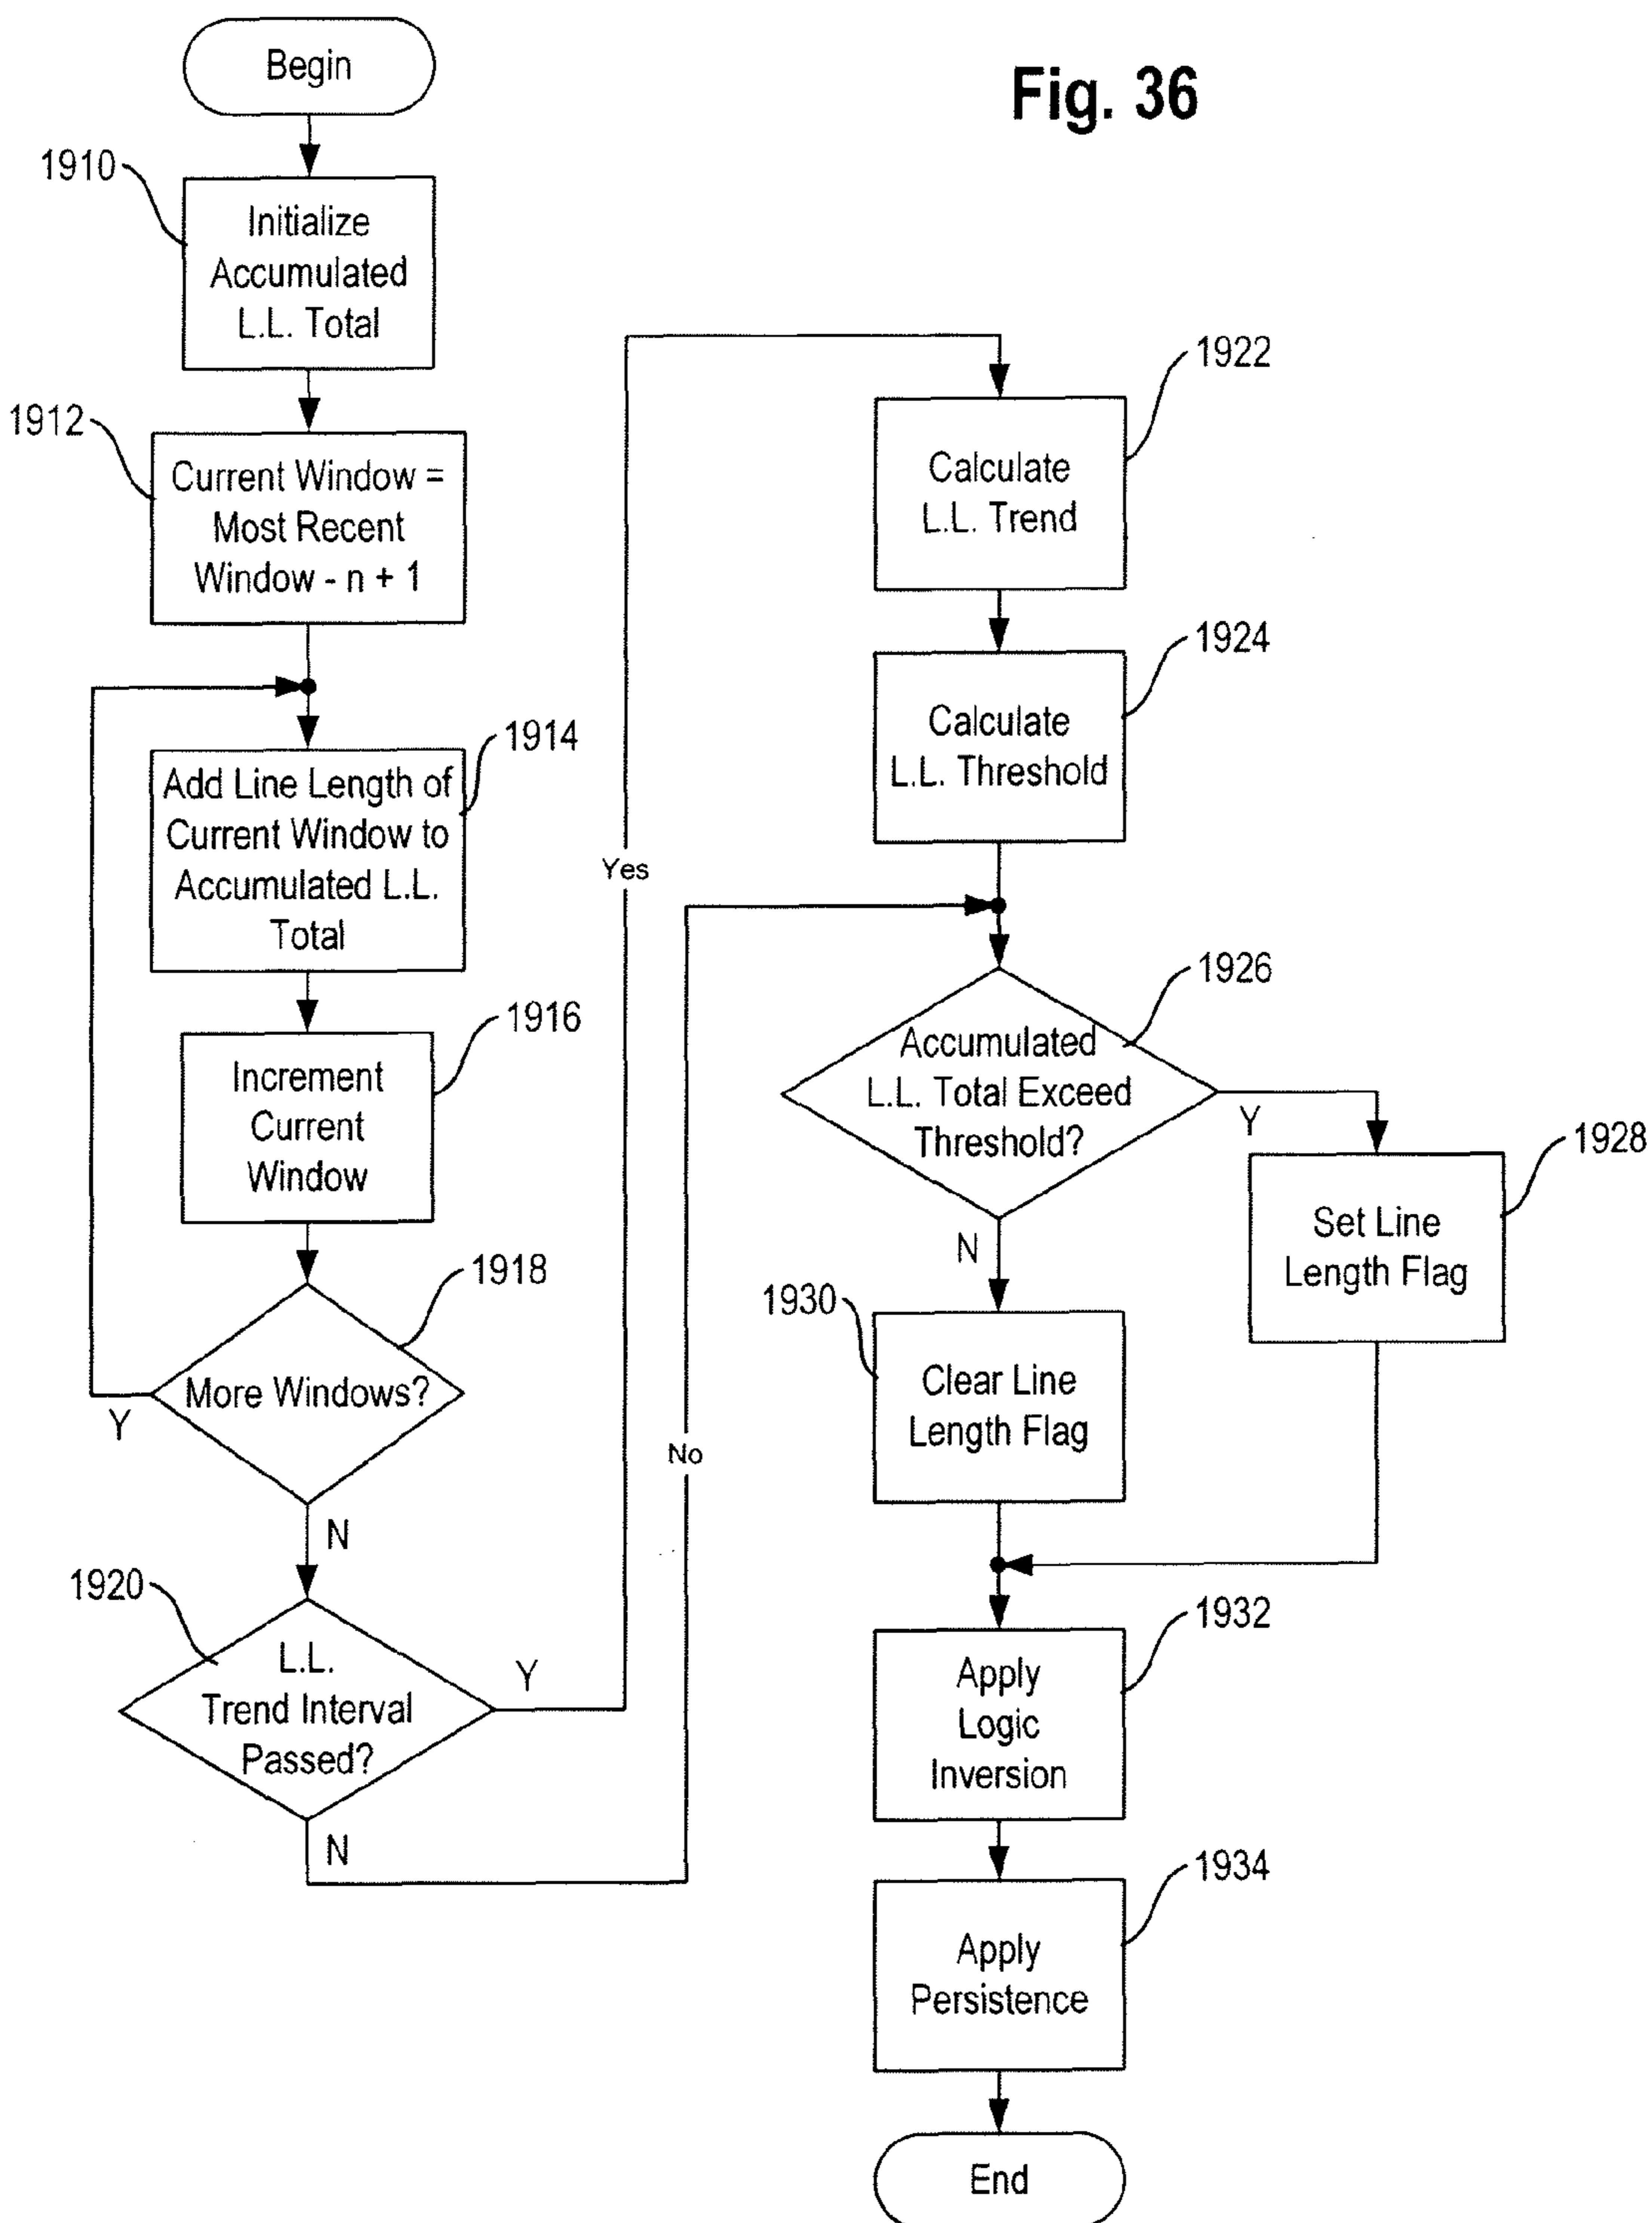 Fig. 36
Begin
1910
Initialize
Accumulated
L.L. Total
1912
Current Window =
Most Recent
Window - n + 1
1914
Add Line Length of
Current Window to
Accumulated L.L.
Total
1916
Increment
Current
Window
1918
More Windows?
Y
N
1920
L.L.
Trend Interval
Passed?
Y
N
Yes
No
1922
Calculate
L.L. Trend
1924
Calculate
L.L. Threshold
1926
Accumulated
L.L. Total Exceed
Threshold?
Y
N
1928
Set Line
Length Flag
1930
Clear Line
Length Flag
1932
Apply
Logic
Inversion
1934
Apply
Persistence
End